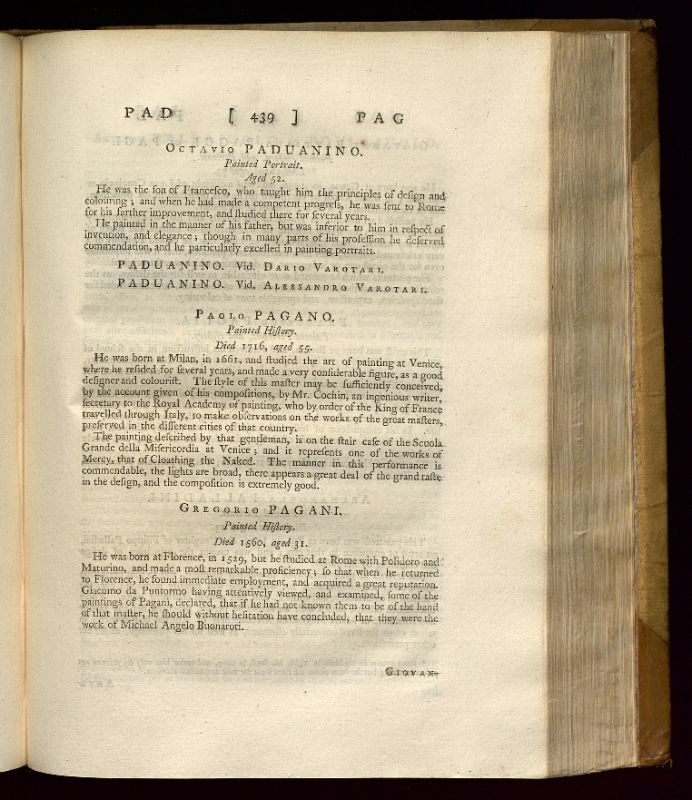 PAD [ 439 ] PAG
OCTAVIO PADUANINO.
Painted Portrait.
Aged 52.
He was the ſon of Franceſco, who taught him the principles of deſign and
colouring; and when he had made a competent progreſs, he was ſent to Rome
for his farther improvement, and ſtudied there for ſeveral years.
He painted in the manner of his father, but was inferior to him in reſpect of
invention, and elegance; though in many parts of his profeſſion he deſerved
commendation, and he particularly excelled in painting portraits.
PADUANINO. Vid. DARIO VAROTARI.
PADUANINO. Vid. ALESSANDRO VAROTARI.
PAOLO PAGANO.
Painted Hiſtory.
Died 1716, aged 55.
He was born at Milan, in 1661, and ſtudied the art of painting at Venice,
where he reſided for ſeveral years, and made a very conſiderable figure, as a good
deſigner and colouriſt. The ſtyle of this maſter may be ſufficiently conceived,
by the account given of his compoſitions, by Mr. Cochin, an ingenious writer,
ſecretary to the Royal Academy of painting, who by order of the King of France
travelled through Italy, to make obſervations on the works of the great maſters,
preſerved in the different cities of that country.
The painting deſcribed by that gentleman, is on the ſtair caſe of the Scuola
Grande della Miſericordia at Venice; and it repreſents one of the works of
Mercy, that of Cloathing the Naked. The manner in this performance is
commendable, the lights are broad, there appears a great deal of the grand taſte
in the deſign, and the compoſition is extremely good.
GREGORIO PAGANI.
Painted Hiſtory.
Died 1560, aged 31.
He was born at Florence, in 1529, but he ſtudied at Rome with Polidoro and
Maturino, and made a moſt remarkable proficiency; ſo that when he returned
to Florence, he found immediate employment, and acquired a great reputation.
Giacomo da Puntormo having attentively viewed, and examined, ſome of the
paintings of Pagani, declared, that if he had not known them to be of the hand
of that maſter, he ſhould without heſitation have concluded, that they were the
work of Michael Angelo Buonaroti.
GIOVAN-